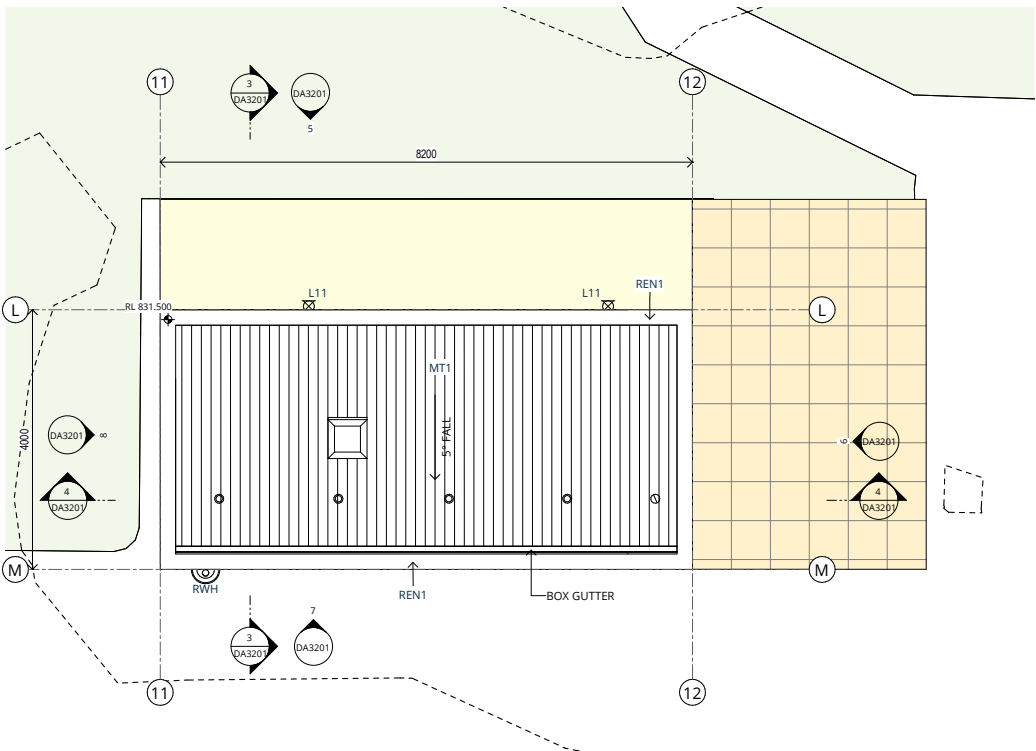 11
12
3
DA3201
DA3201
5
8200
L11
L11
REN1
RL 831.500
L
L
MT1
5° FALL
4000
DA3201
8
6
DA3201
4
DA3201
4
DA3201
M
M
RWH
REN1
BOX GUTTER
3
DA3201
7
DA3201
11
12